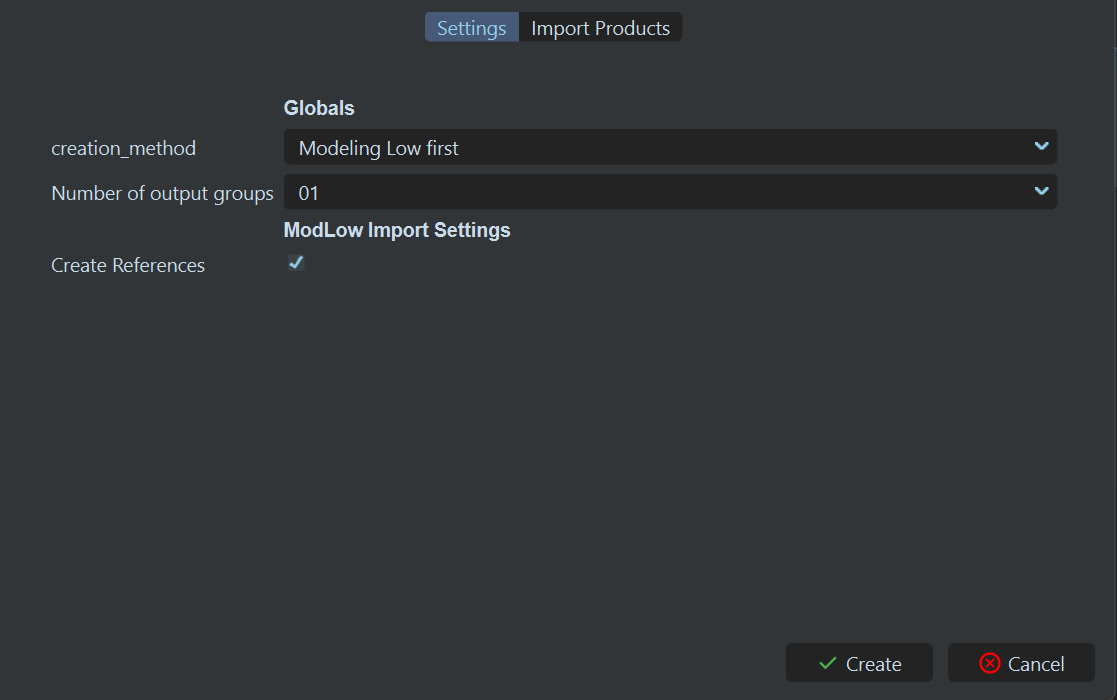 Settings Import Products
Globals
creation_method Modeling Low first
Number of output groups 01
ModLow Import Settings
Create References
Create Cancel